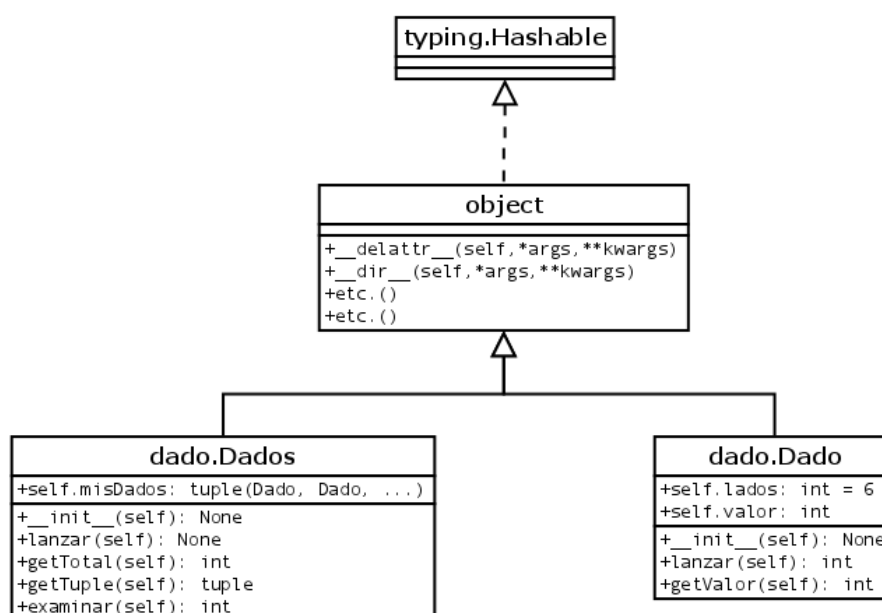 typing.Hashable
object
+__delattr__(self,*args,**kwargs)
+__dir__(self,*args,**kwargs)
+etc.()
+etc.()
dado.Dados
+self.misDados: tuple(Dado, Dado, ...)
+__init__(self): None
+lanzar(self): None
+getTotal(self): int
+getTuple(self): tuple
+examinar(self): int
dado.Dado
+self.lados: int = 6
+self.valor: int
+__init__(self): None
+lanzar(self): int
+getValor(self): int